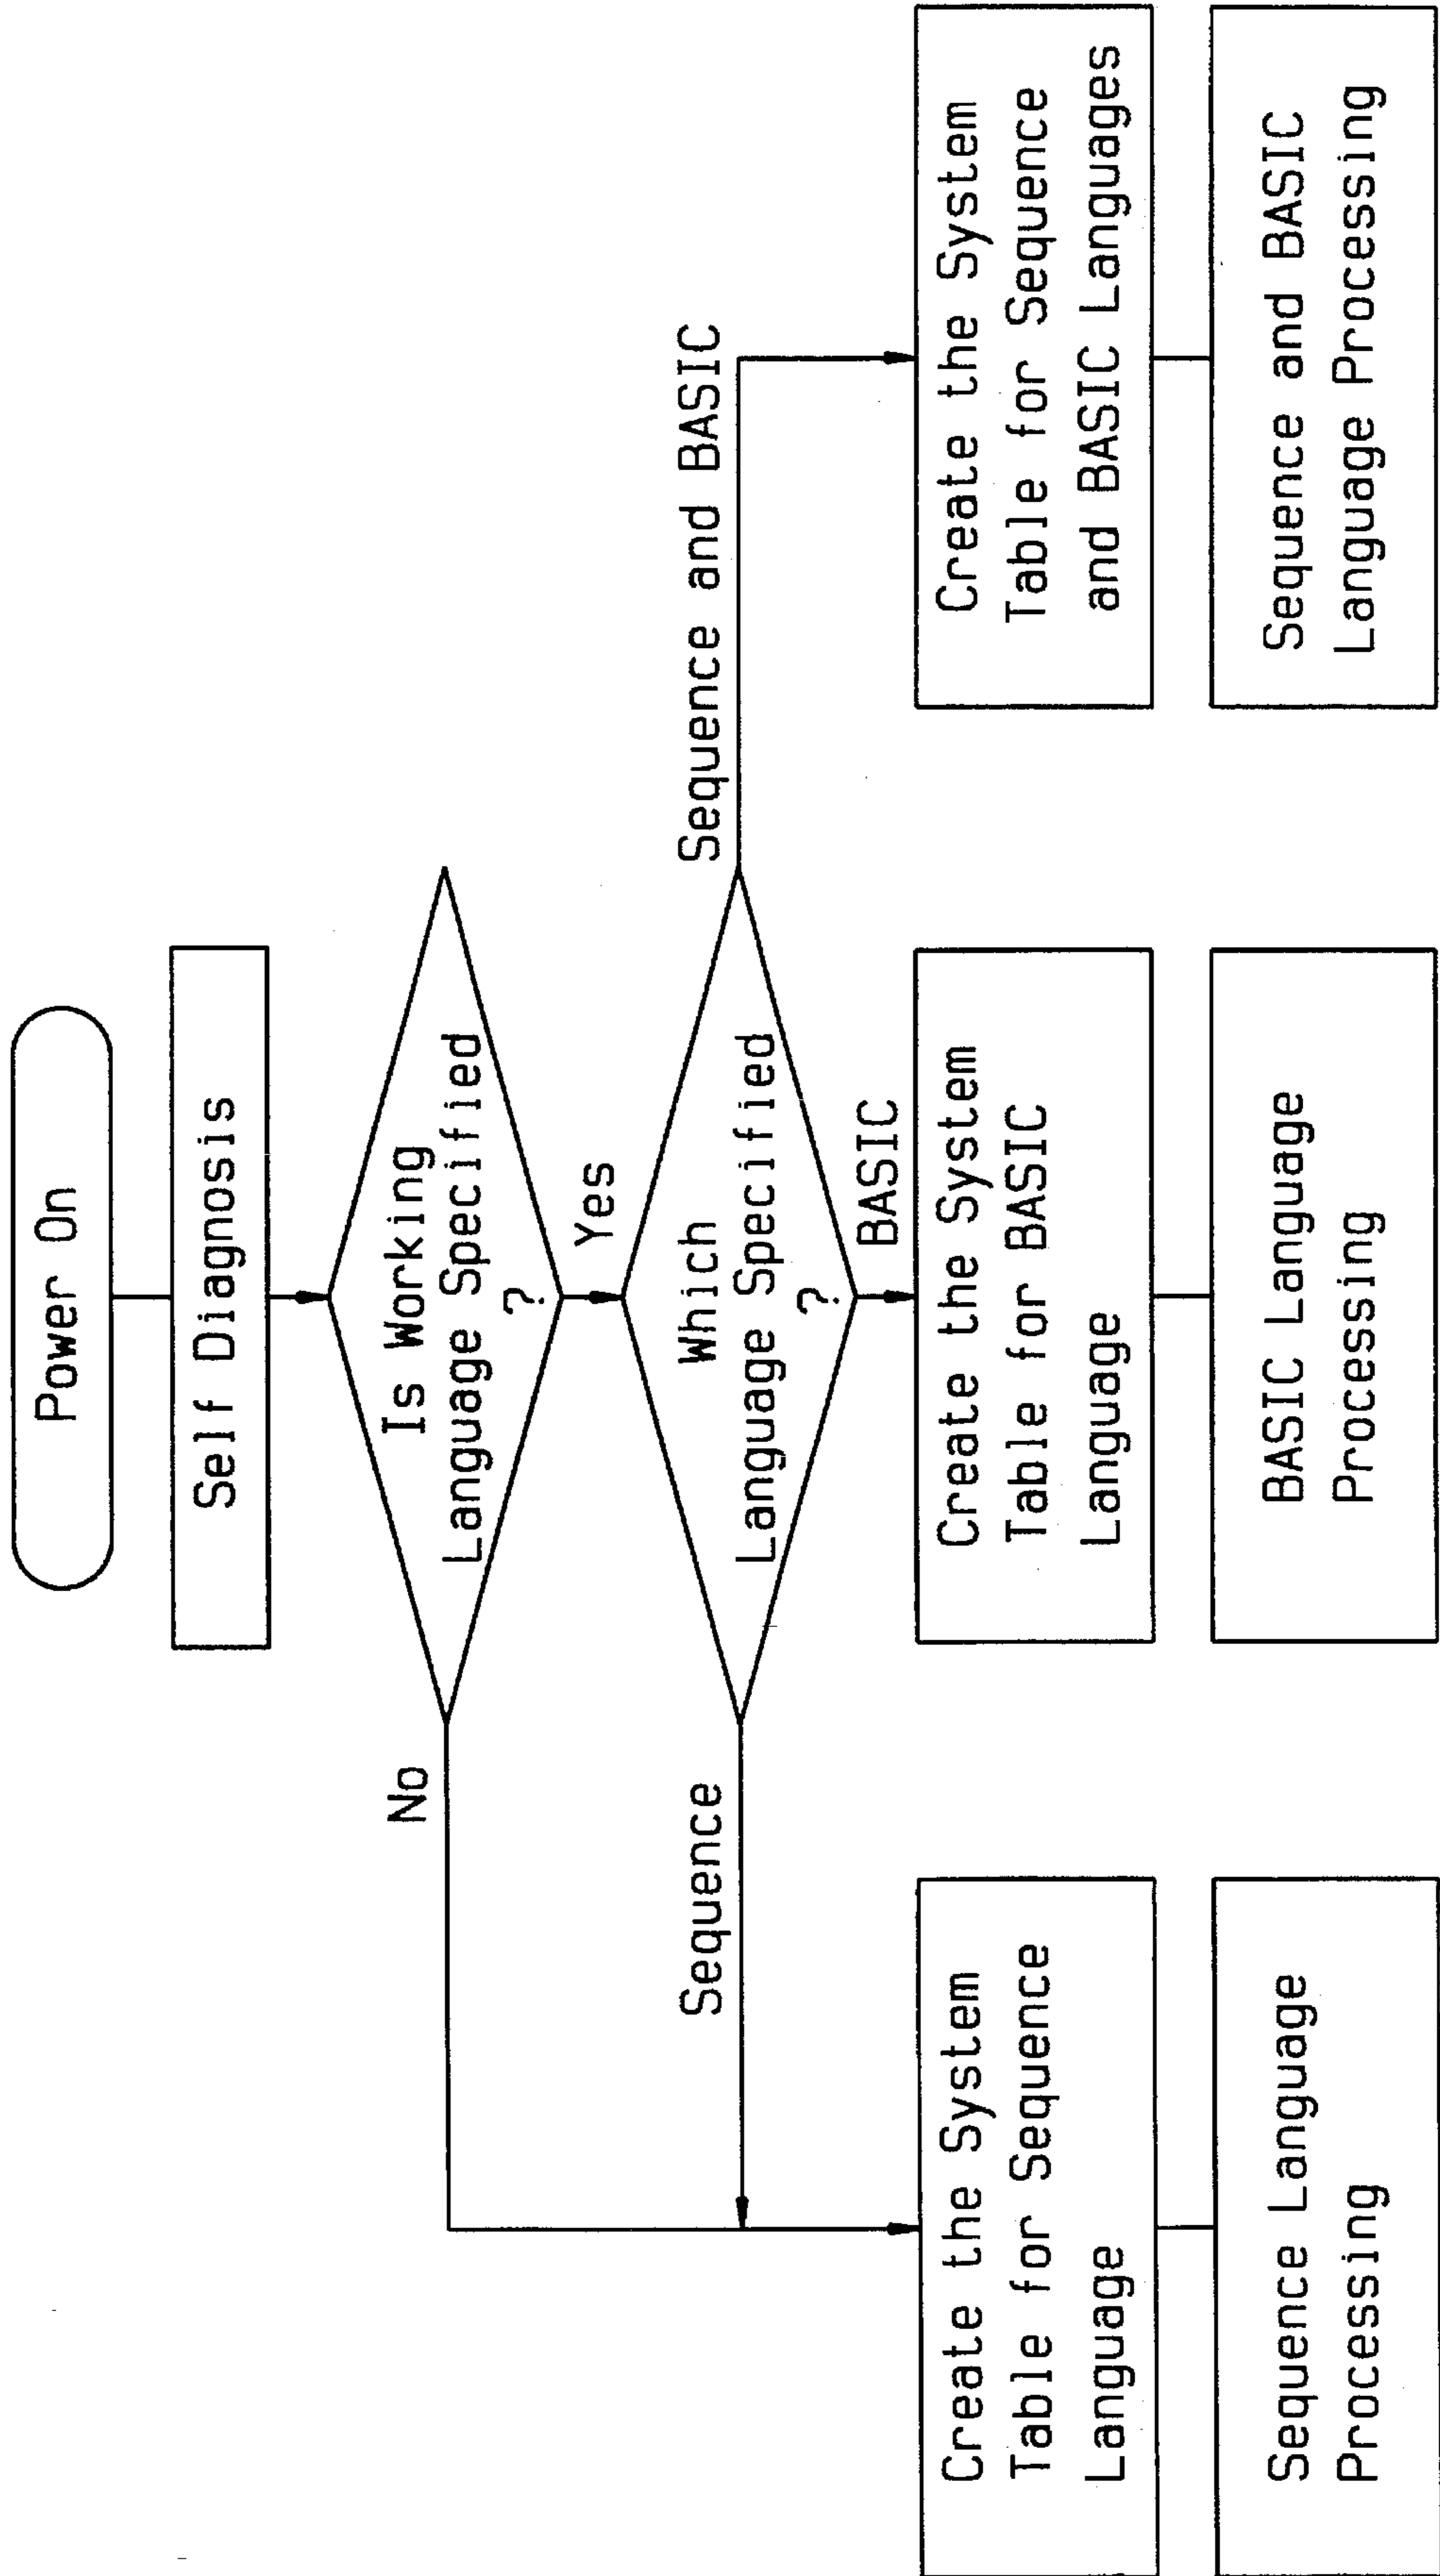 Power On
Self Diagnosis
Is Working
Language Specified
?
No
Yes
Which
Language Specified
?
Sequence
BASIC
Sequence and BASIC
Create the System
Table for Sequence
Language
Sequence Language
Processing
Create the System
Table for BASIC
Language
BASIC Language
Processing
Create the System
Table for Sequence
and BASIC Languages
Sequence and BASIC
Language Processing